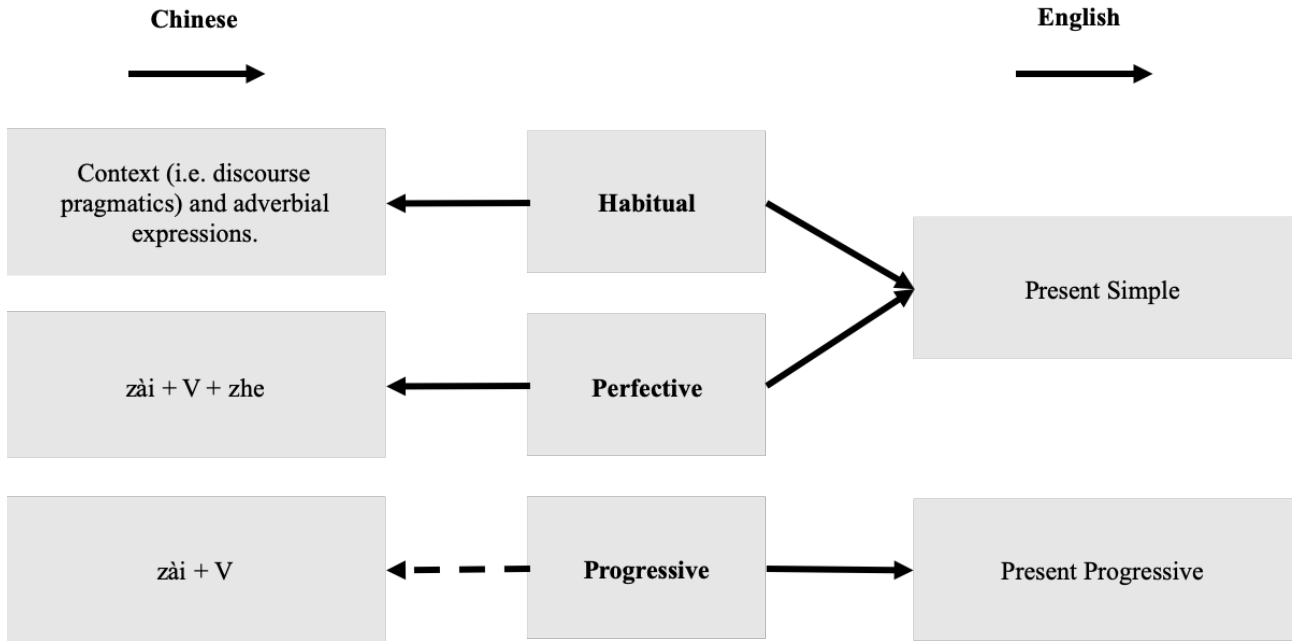 Chinese
English
Context (i.e. discourse
pragmatics) and adverbial
expressions.
Habitual
Present Simple
zài + V + zhe
Perfective
zài + V
Progressive
Present Progressive